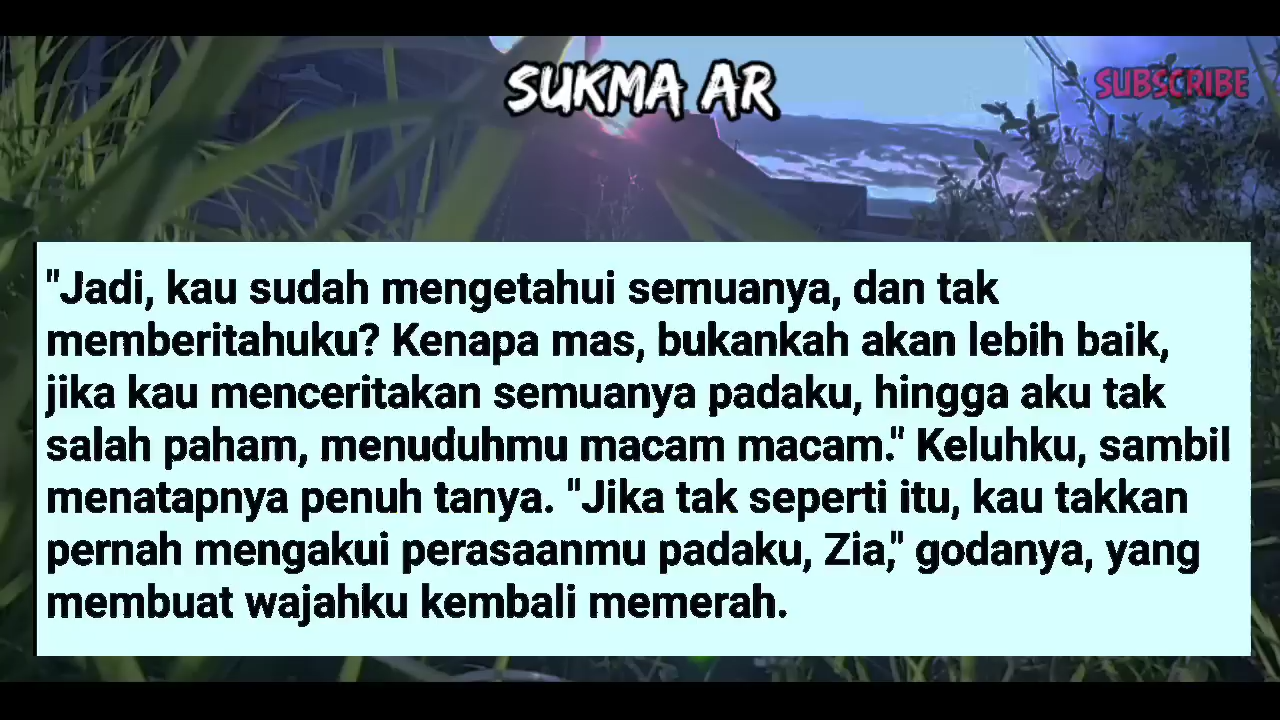 SUKMA AR
SUBSCRIBE
"Jadi, kau sudah mengetahui semuanya, dan tak
memberitahuku? Kenapa mas, bukankah akan lebih baik,
jika kau menceritakan semuanya padaku, hingga aku tak
salah paham, menuduhmu macam macam." Keluhku, sambil
menatapnya penuh tanya. "Jika tak seperti itu, kau takkan
pernah mengakui perasaanmu padaku, Zia," godanya, yang
membuat wajahku kembali memerah.